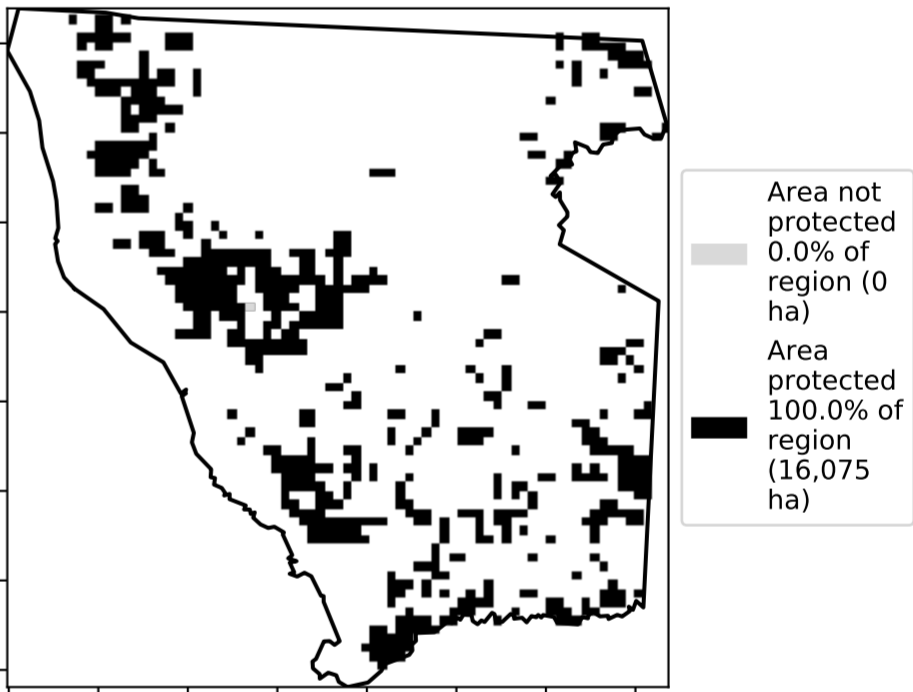 Area not
protected
0.0% of
region (0
ha)
Area
protected
100.0% of
region
(16,075
ha)